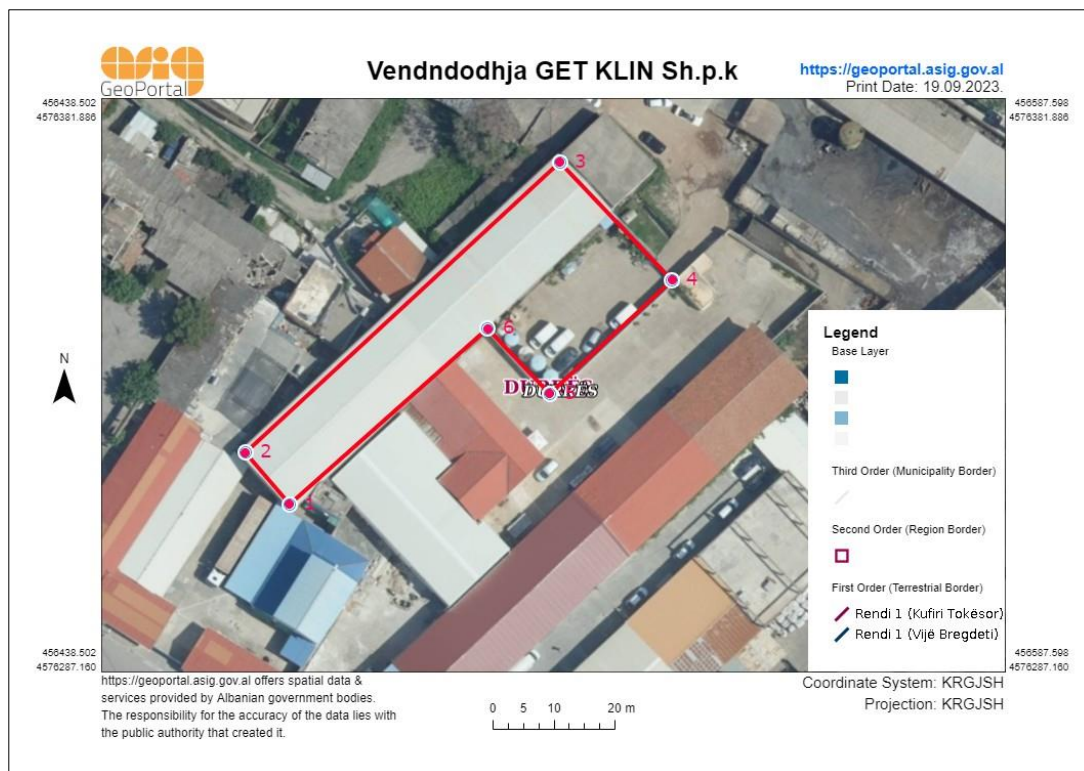 asig
GeoPortal
Vendndodhja GET KLIN Sh.p.k
https://geoportal.asig.gov.al
Print Date: 19.09.2023.
456438.502
4576381.886
456587.598
4576381.886
3
4
6
DURRËS
5
2
1
N
Legend
Base Layer
Third Order (Municipality Border)
Second Order (Region Border)
First Order (Terrestrial Border)
Rendi 1 (Kufiri Tokësor)
Rendi 1 (Vijë Bregdeti)
456438.502
4576287.160
456587.598
4576287.160
https://geoportal.asig.gov.al offers spatial data &
services provided by Albanian government bodies.
The responsibility for the accuracy of the data lies with
the public authority that created it.
0 5 10 20 m
Coordinate System: KRGJSH
Projection: KRGJSH